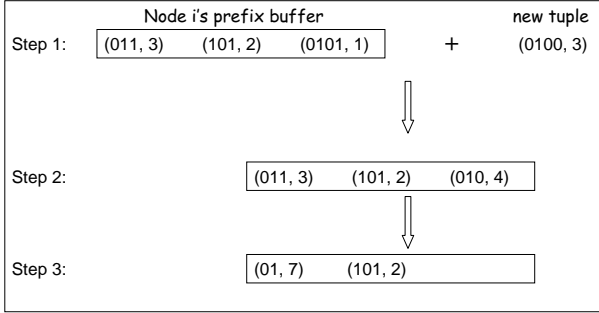 Node i's prefix buffer new tuple
Step 1: (011, 3) (101, 2) (0101, 1) + (0100, 3)
Step 2: (011, 3) (101, 2) (010, 4)
Step 3: (01, 7) (101, 2)